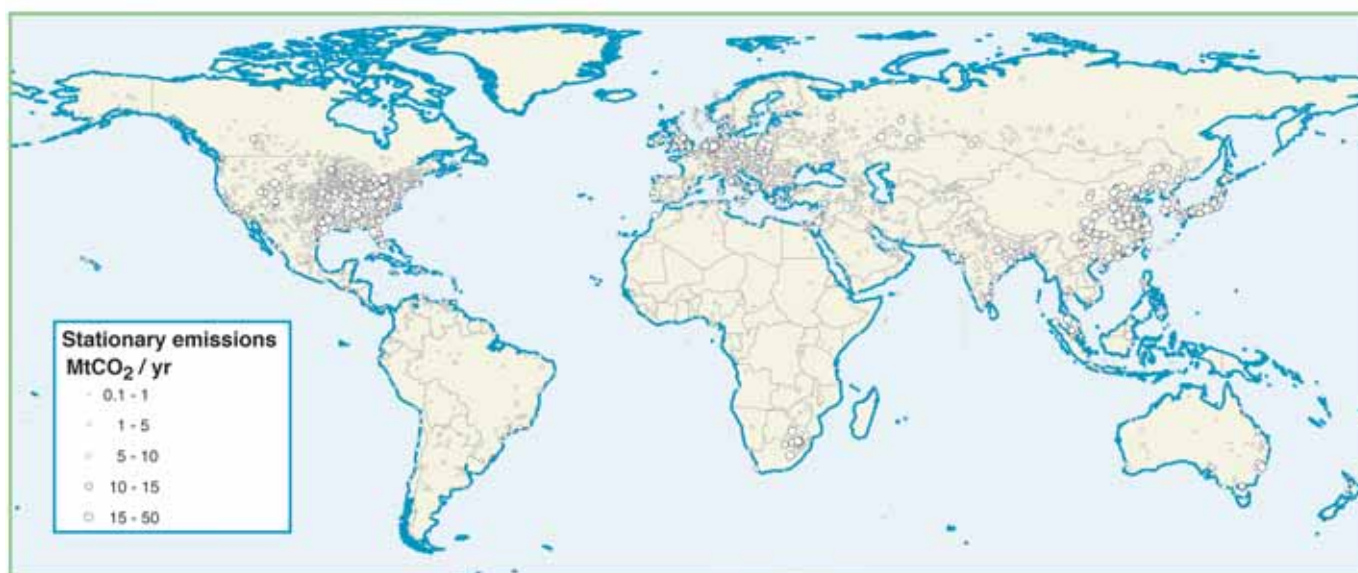 Stationary emissions
MtCO₂ / yr
0.1 - 1
1 - 5
5 - 10
10 - 15
15 - 50